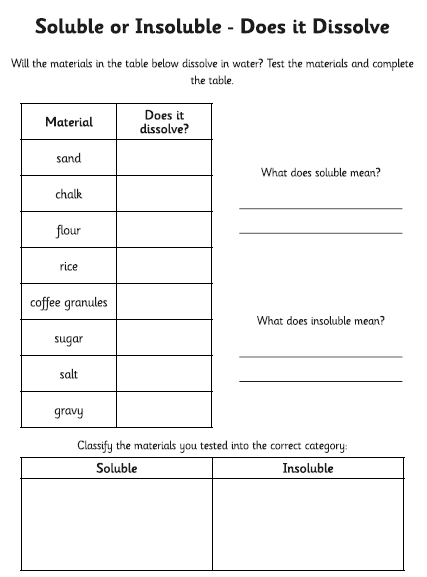 Soluble or Insoluble - Does it Dissolve
Will the materials in the table below dissolve in water? Test the materials and complete
the table.
Material
Does it
dissolve?
sand
chalk
flour
rice
coffee granules
sugar
salt
gravy
What does soluble mean?
What does insoluble mean?
Classify the materials you tested into the correct category:
Soluble
Insoluble